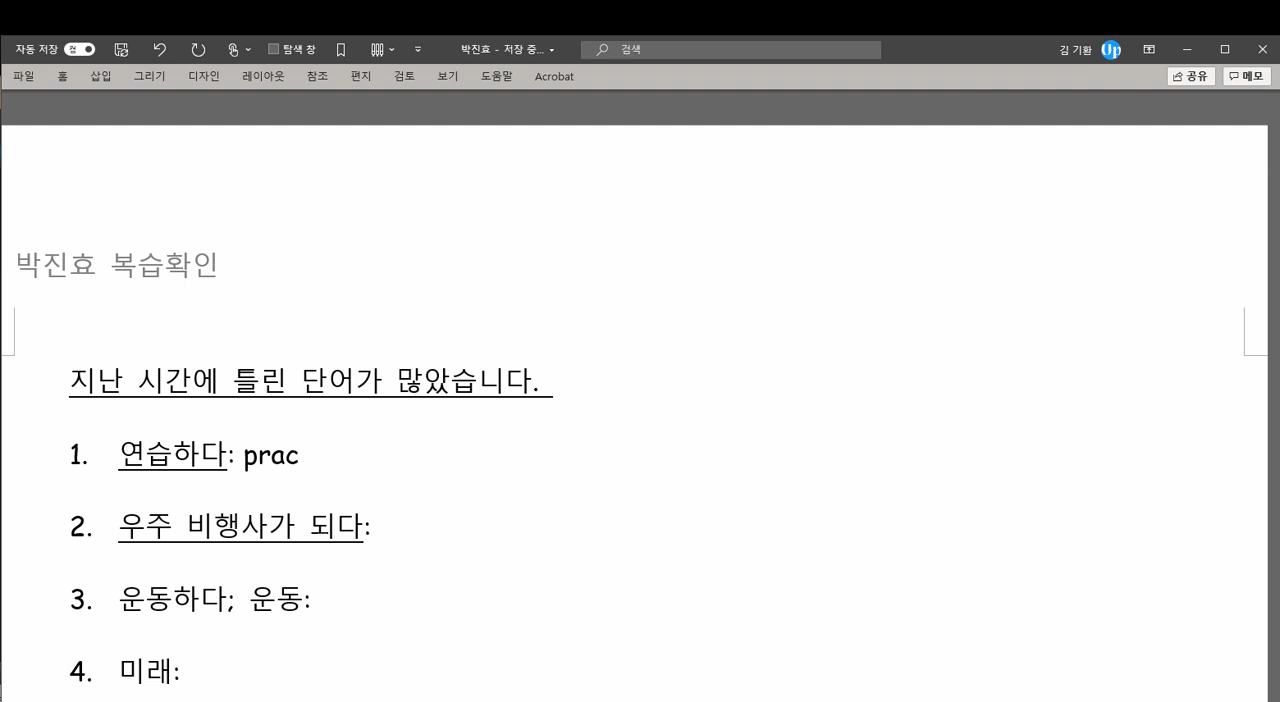 자동 저장 켬 탐색 창 박진효 - 저장 중... 검색 김 기환 Up
파일 홈 삽입 그리기 디자인 레이아웃 참조 편지 검토 보기 도움말 Acrobat 공유 메모
박진효 복습확인
지난 시간에 틀린 단어가 많았습니다.
1. 연습하다: prac
2. 우주 비행사가 되다:
3. 운동하다; 운동:
4. 미래: